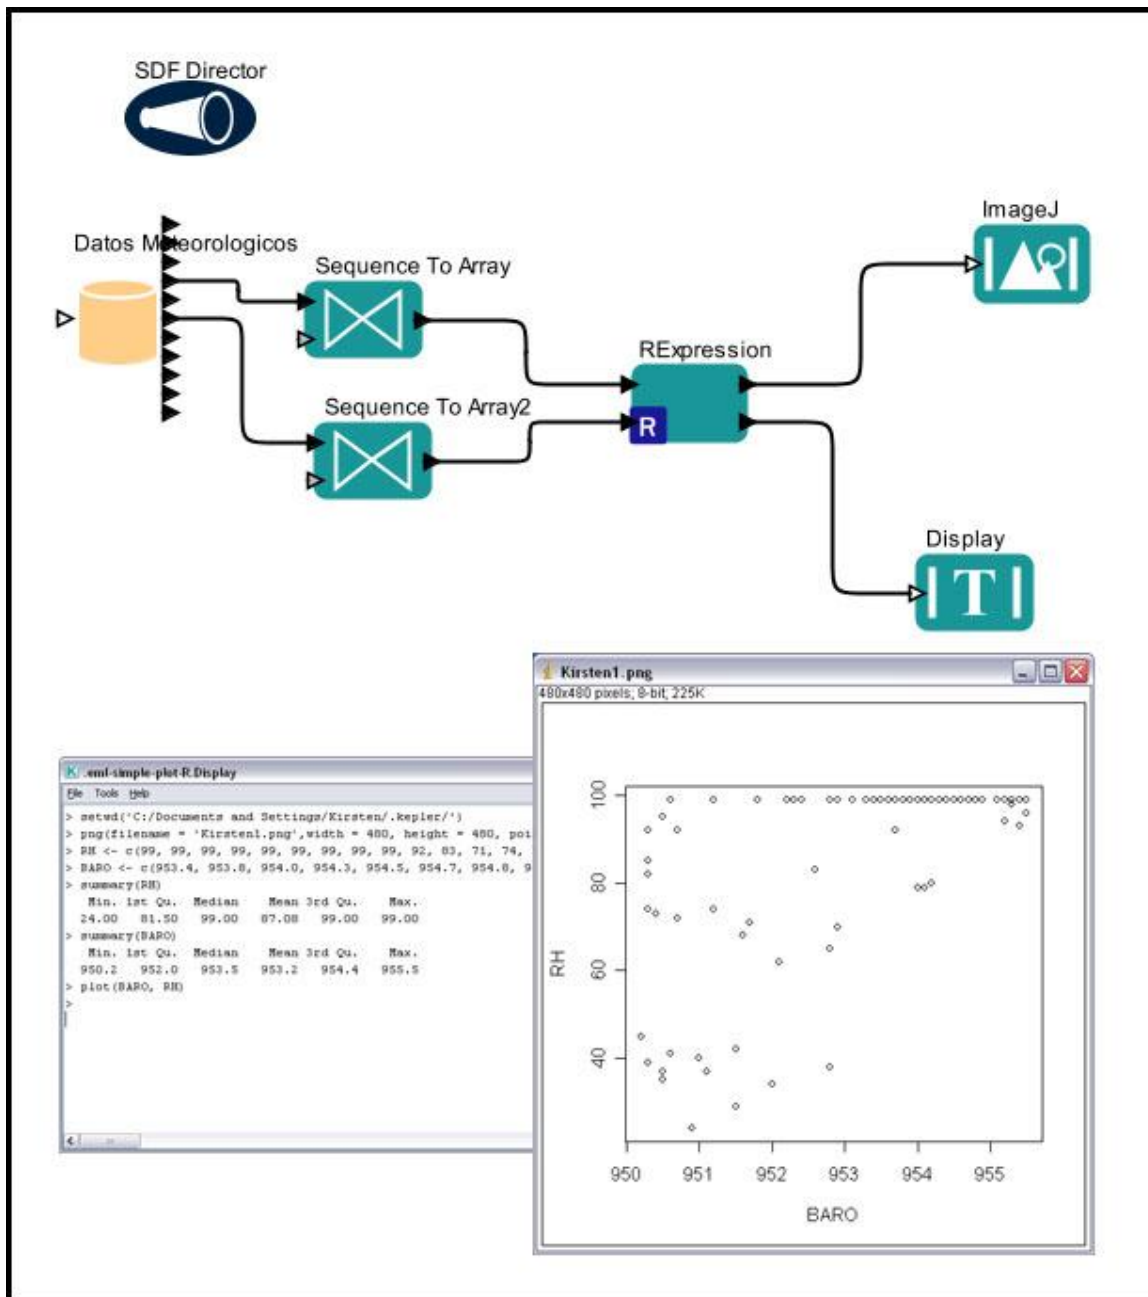 SDF Director
Datos Meteorologicos
Sequence To Array
Sequence To Array2
RExpression
R
ImageJ
Display
T
.eml-simple-plot-R.Display
File Tools Help
> setwd('C:/Documents and Settings/Kirsten/.kepler/')
> png(filename = 'Kirsten1.png',width = 480, height = 480, poi
> RH <- c(99, 99, 99, 99, 99, 99, 99, 99, 99, 92, 83, 71, 74,
> BARO <- c(953.4, 953.8, 954.0, 954.3, 954.5, 954.7, 954.8, 9
> summary(RH)
Min. 1st Qu. Median Mean 3rd Qu. Max.
24.00 81.50 99.00 87.08 99.00 99.00
> summary(BARO)
Min. 1st Qu. Median Mean 3rd Qu. Max.
950.2 952.0 953.5 953.2 954.4 955.5
> plot(BARO, RH)
>
Kirsten1.png
480x480 pixels; 8-bit; 225K
100
80
60
40
RH
950 951 952 953 954 955
BARO